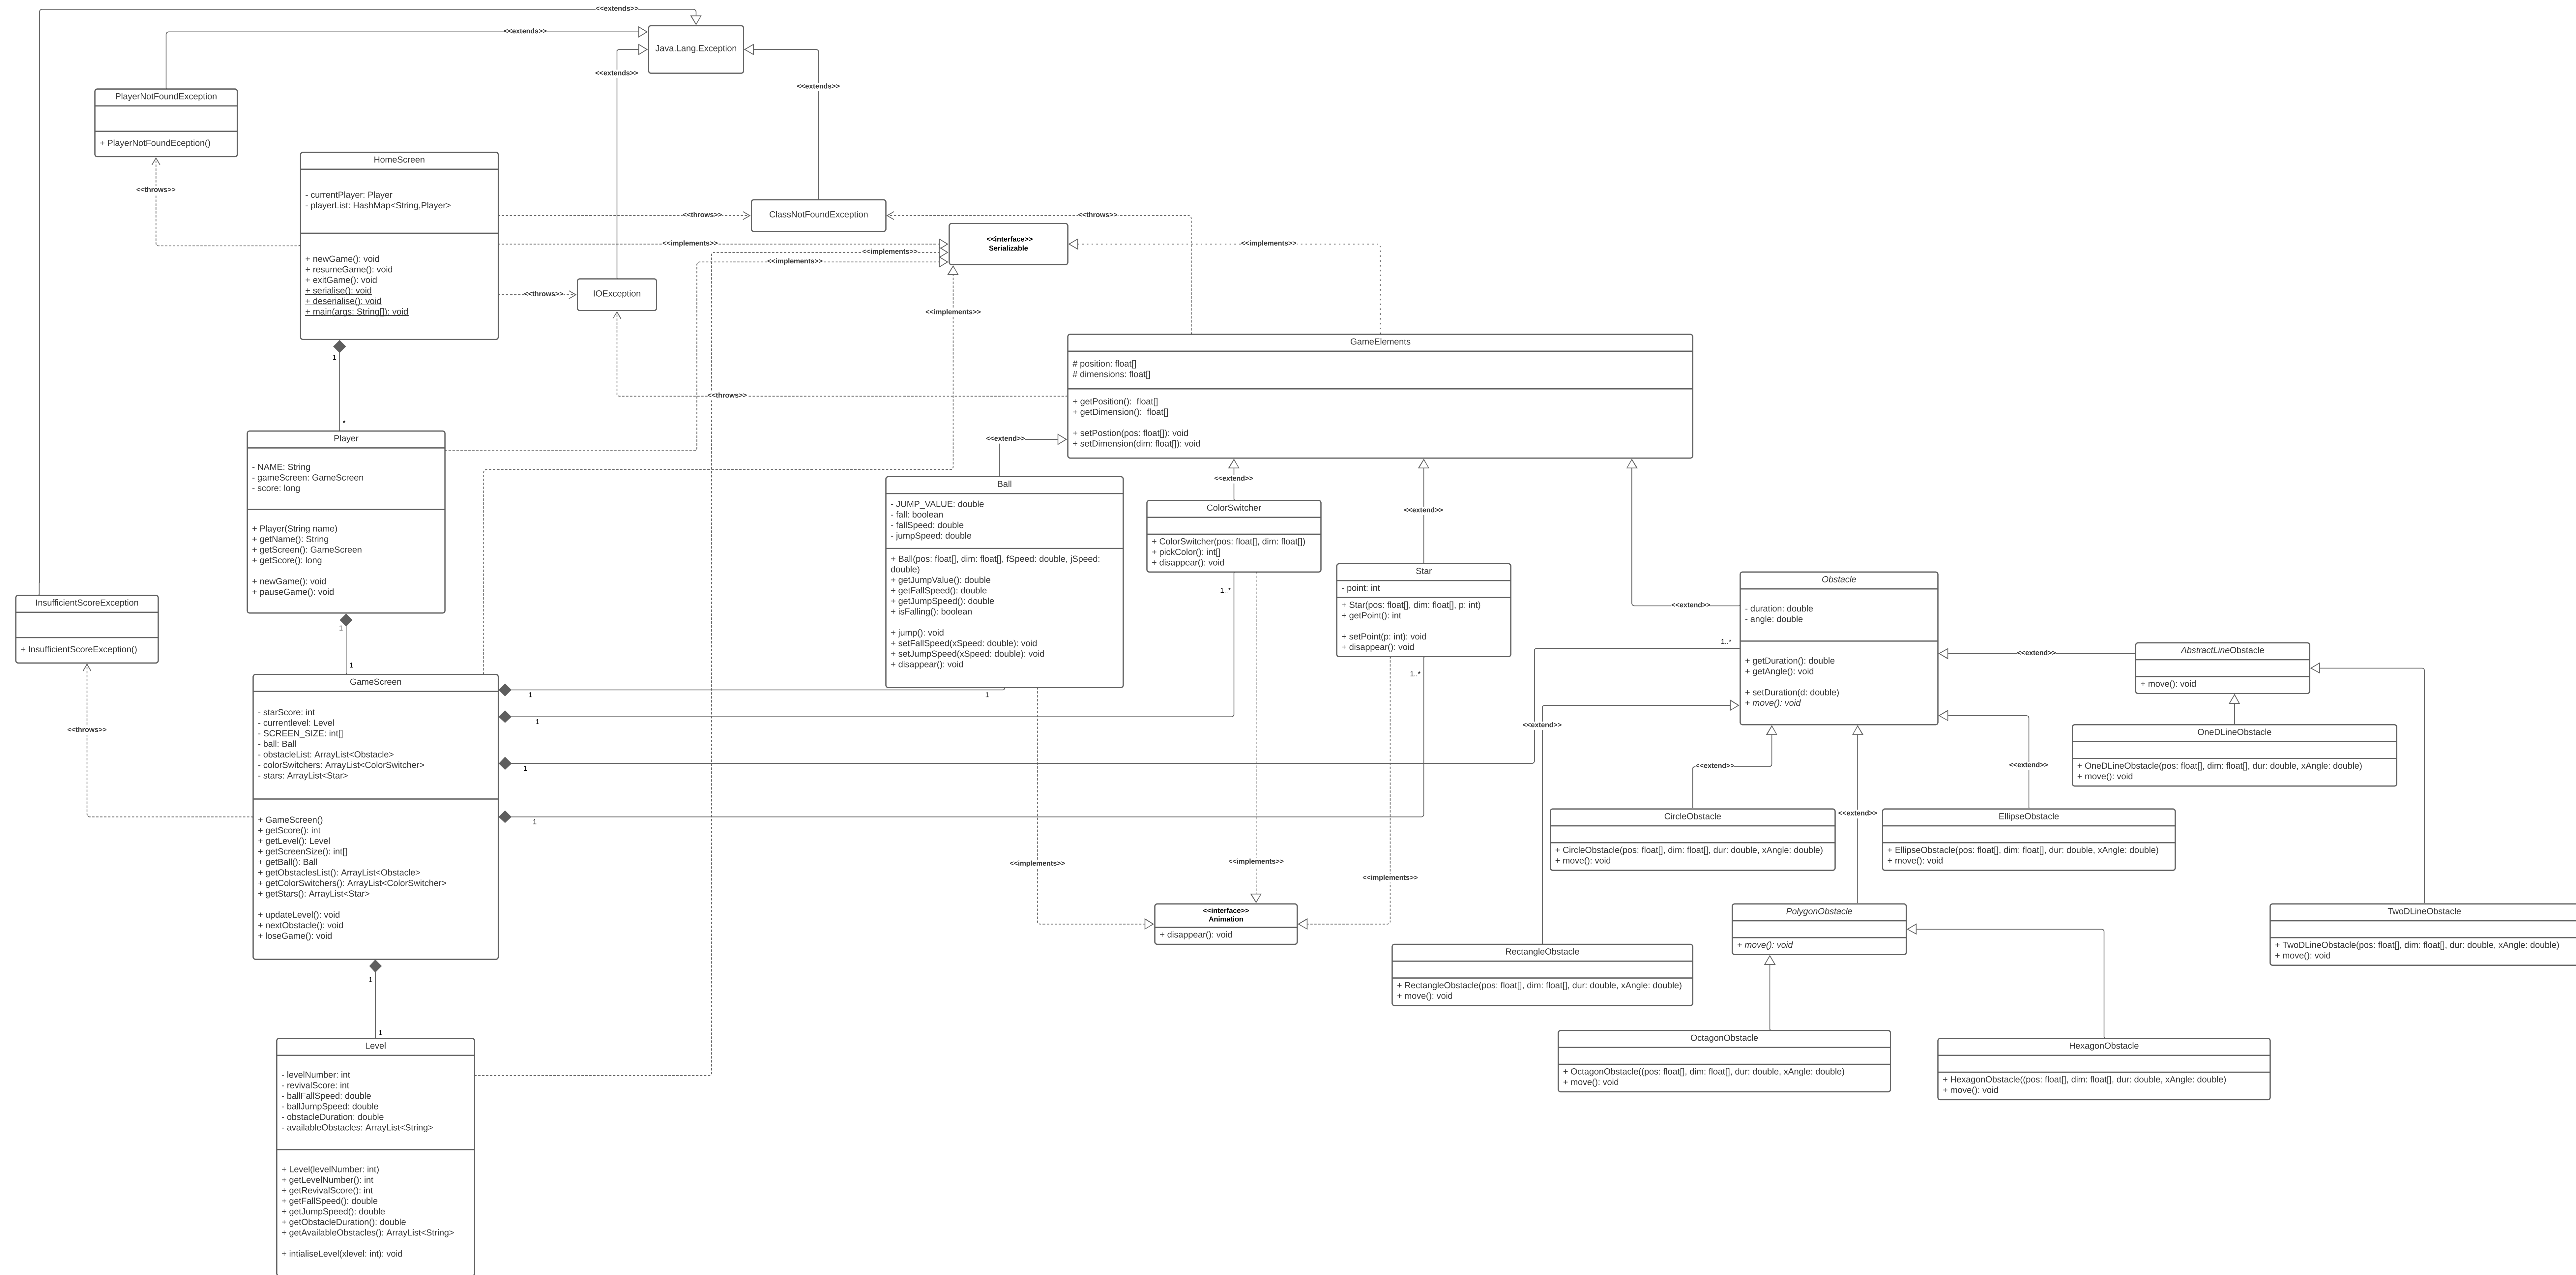 <<extends>>
<<extends>>
Java.Lang.Exception
<<extends>>
<<extends>>
PlayerNotFoundException
+ PlayerNotFoundEception()
<<throws>>
HomeScreen
- currentPlayer: Player
- playerList: HashMap<String,Player>
+ newGame(): void
+ resumeGame(): void
+ exitGame(): void
+ serialise(): void
+ deserialise(): void
+ main(args: String[]): void
<<throws>>
ClassNotFoundException
<<throws>>
<<implements>>
<<implements>>
<<implements>>
<<interface>>
Serializable
<<implements>>
<<throws>>
IOException
<<implements>>
<<throws>>
1
*
GameElements
# position: float[]
# dimensions: float[]
+ getPosition():  float[]
+ getDimension():  float[]
+ setPostion(pos: float[]): void
+ setDimension(dim: float[]): void
Player
- NAME: String
- gameScreen: GameScreen
- score: long
+ Player(String name)
+ getName(): String
+ getScreen(): GameScreen
+ getScore(): long
+ newGame(): void
+ pauseGame(): void
1
1
<<extend>>
Ball
- JUMP_VALUE: double
- fall: boolean
- fallSpeed: double
- jumpSpeed: double
+ Ball(pos: float[], dim: float[], fSpeed: double, jSpeed:
double)
+ getJumpValue(): double
+ getFallSpeed(): double
+ getJumpSpeed(): double
+ isFalling(): boolean
+ jump(): void
+ setFallSpeed(xSpeed: double): void
+ setJumpSpeed(xSpeed: double): void
+ disappear(): void
<<extend>>
ColorSwitcher
+ ColorSwitcher(pos: float[], dim: float[])
+ pickColor(): int[]
+ disappear(): void
1..*
<<extend>>
Star
- point: int
+ Star(pos: float[], dim: float[], p: int)
+ getPoint(): int
+ setPoint(p: int): void
+ disappear(): void
1..*
<<extend>>
1..*
Obstacle
- duration: double
- angle: double
+ getDuration(): double
+ getAngle(): void
+ setDuration(d: double)
+ move(): void
<<extend>>
AbstractLineObstacle
+ move(): void
OneDLineObstacle
+ OneDLineObstacle(pos: float[], dim: float[], dur: double, xAngle: double)
+ move(): void
InsufficientScoreException
+ InsufficientScoreException()
<<throws>>
GameScreen
- starScore: int
- currentlevel: Level
- SCREEN_SIZE: int[]
- ball: Ball
- obstacleList: ArrayList<Obstacle>
- colorSwitchers: ArrayList<ColorSwitcher>
- stars: ArrayList<Star>
+ GameScreen()
+ getScore(): int
+ getLevel(): Level
+ getScreenSize(): int[]
+ getBall(): Ball
+ getObstaclesList(): ArrayList<Obstacle>
+ getColorSwitchers(): ArrayList<ColorSwitcher>
+ getStars(): ArrayList<Star>
+ updateLevel(): void
+ nextObstacle(): void
+ loseGame(): void
1
1
1
1
1
1
1
<<extend>>
<<extend>>
<<extend>>
<<extend>>
CircleObstacle
+ CircleObstacle(pos: float[], dim: float[], dur: double, xAngle: double)
+ move(): void
EllipseObstacle
+ EllipseObstacle(pos: float[], dim: float[], dur: double, xAngle: double)
+ move(): void
<<implements>>
<<implements>>
<<implements>>
<<interface>>
Animation
+ disappear(): void
RectangleObstacle
+ RectangleObstacle(pos: float[], dim: float[], dur: double, xAngle: double)
+ move(): void
PolygonObstacle
+ move(): void
TwoDLineObstacle
+ TwoDLineObstacle(pos: float[], dim: float[], dur: double, xAngle: double)
+ move(): void
OctagonObstacle
+ OctagonObstacle((pos: float[], dim: float[], dur: double, xAngle: double)
+ move(): void
HexagonObstacle
+ HexagonObstacle((pos: float[], dim: float[], dur: double, xAngle: double)
+ move(): void
Level
- levelNumber: int
- revivalScore: int
- ballFallSpeed: double
- ballJumpSpeed: double
- obstacleDuration: double
- availableObstacles: ArrayList<String>
+ Level(levelNumber: int)
+ getLevelNumber(): int
+ getRevivalScore(): int
+ getFallSpeed(): double
+ getJumpSpeed(): double
+ getObstacleDuration(): double
+ getAvailableObstacles(): ArrayList<String>
+ intialiseLevel(xlevel: int): void